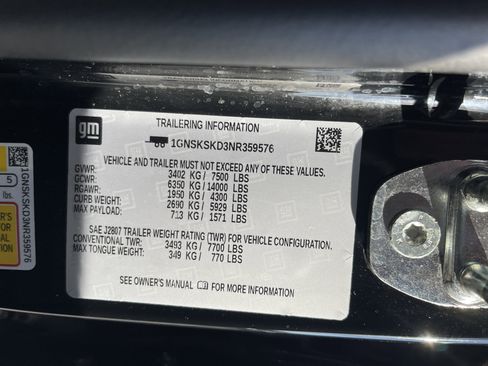 gm
TRAILERING INFORMATION
1GNSKSKD3NR359576
VEHICLE AND TRAILER MUST NOT EXCEED ANY OF THESE VALUES.
GVWR: 3402 KG / 7500 LBS
GCWR: 6350 KG / 14000 LBS
RGAWR: 1950 KG / 4300 LBS
CURB WEIGHT: 2690 KG / 5929 LBS
MAX PAYLOAD: 713 KG / 1571 LBS
SAE J2807 TRAILER WEIGHT RATING (TWR) FOR VEHICLE CONFIGURATION.
CONVENTIONAL TWR: 3493 KG / 7700 LBS
MAX TONGUE WEIGHT: 349 KG / 770 LBS
SEE OWNER'S MANUAL FOR MORE INFORMATION
5
lbs.
1GNSKSKD3NR359576